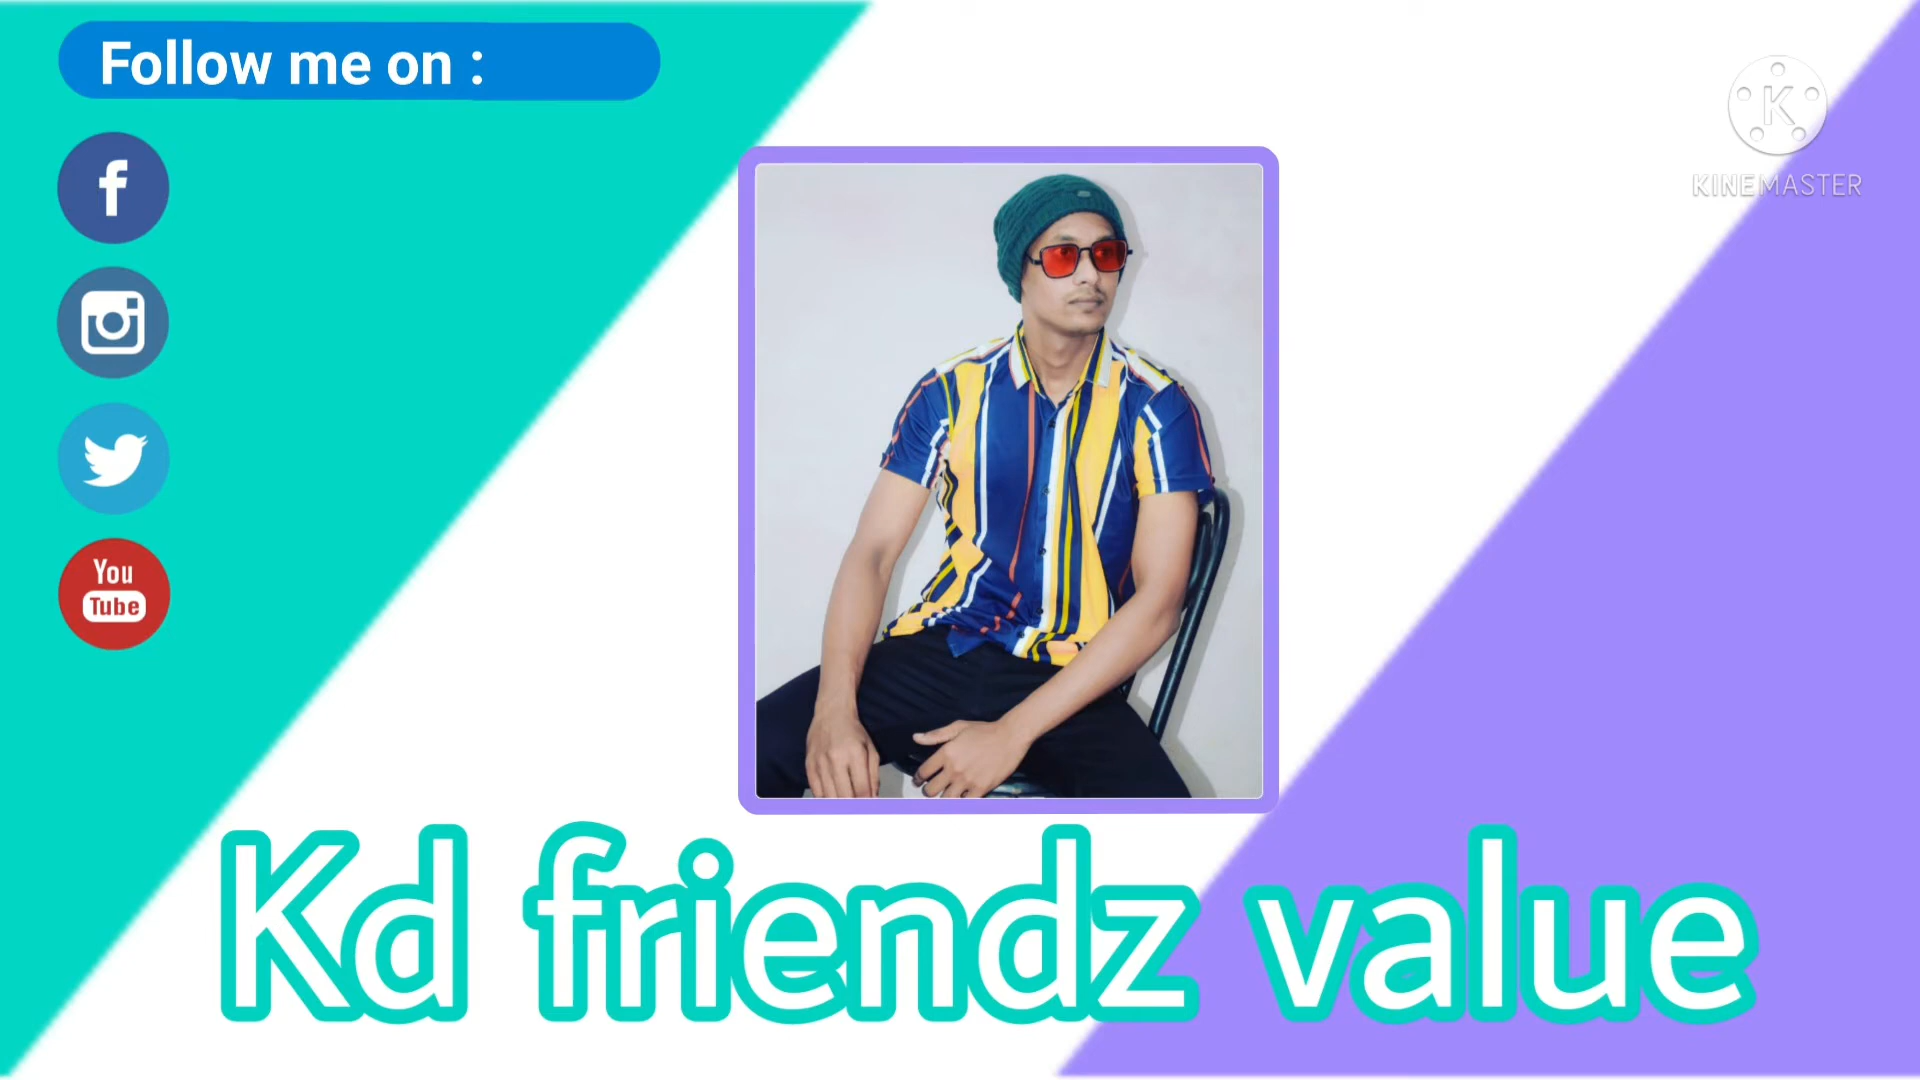 Follow me on :
f
K
KINEMASTER
You
Tube
Kd friendz value